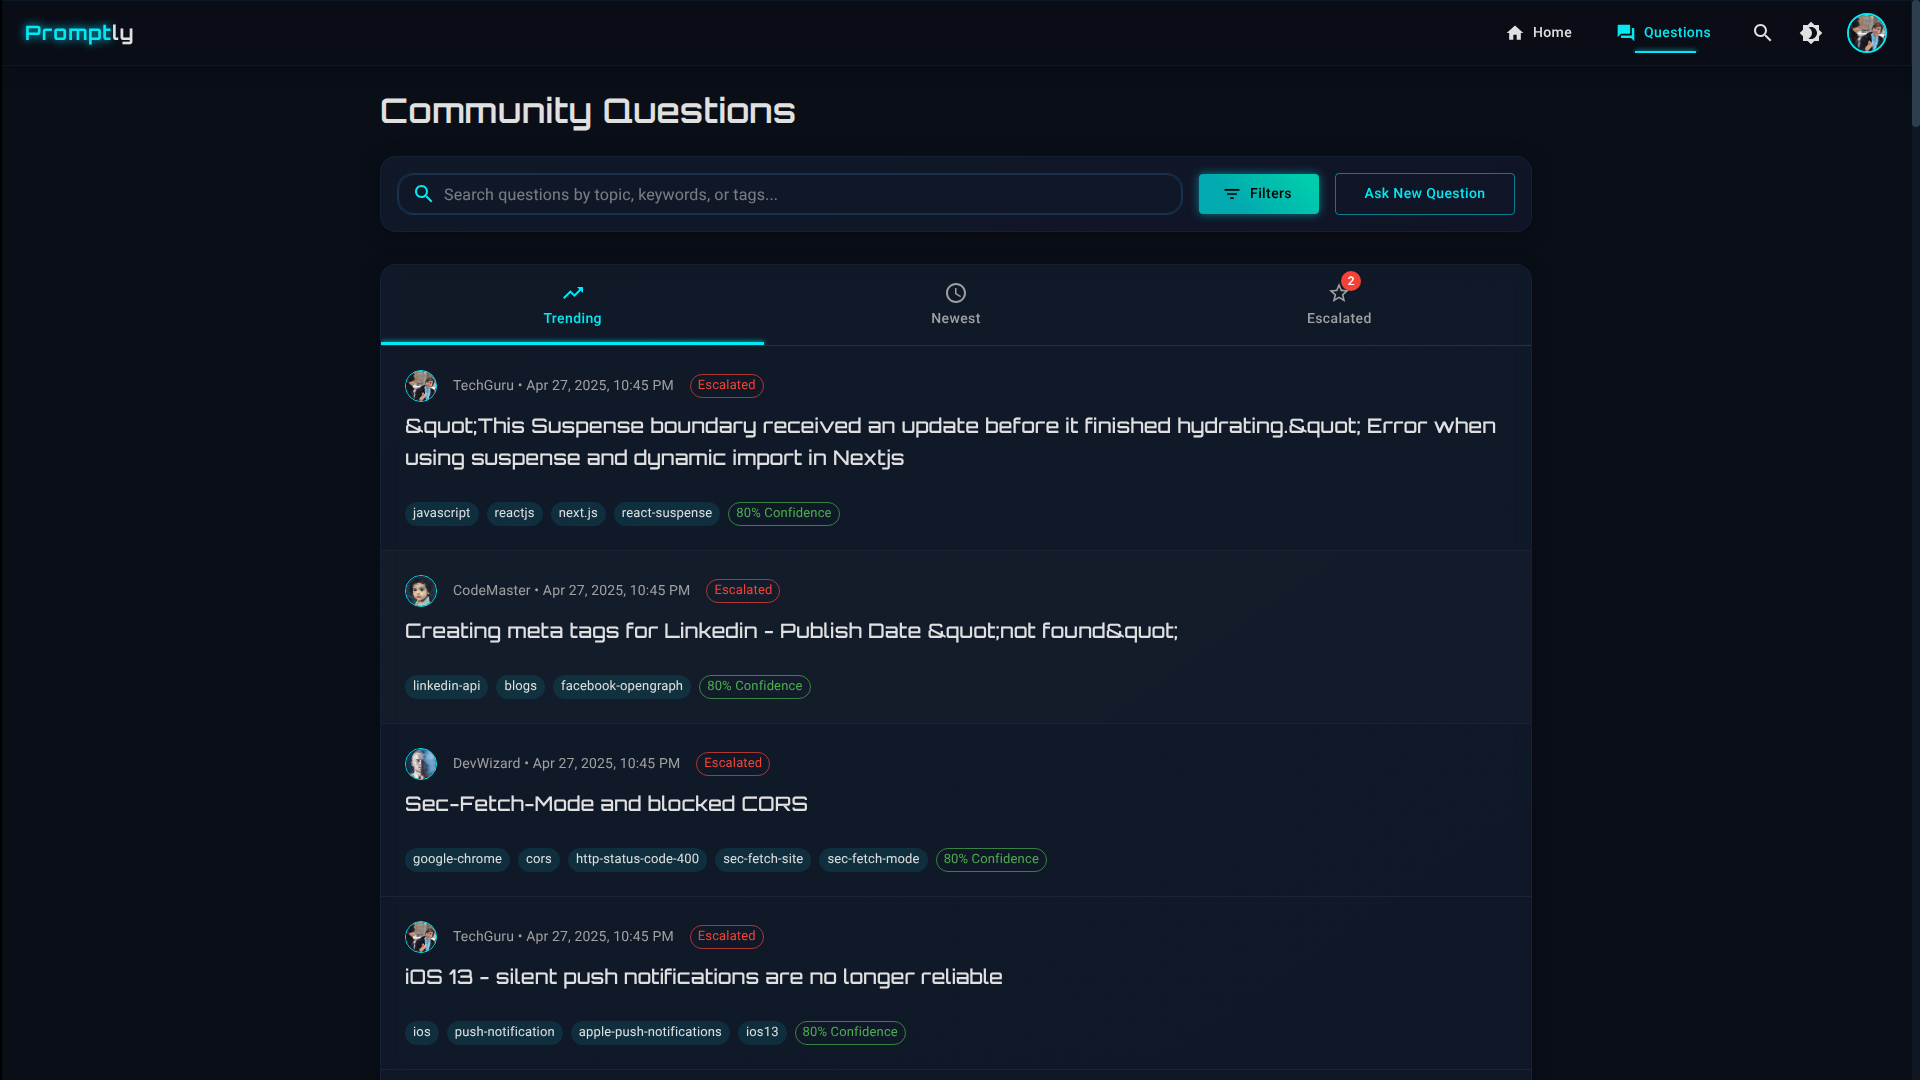 Promptly
Home
Questions
Community Questions
Search questions by topic, keywords, or tags...
Filters
Ask New Question
Trending
Newest
2
Escalated
TechGuru • Apr 27, 2025, 10:45 PM
Escalated
&quot;This Suspense boundary received an update before it finished hydrating.&quot; Error when
using suspense and dynamic import in Nextjs
javascript
reactjs
next.js
react-suspense
80% Confidence
CodeMaster • Apr 27, 2025, 10:45 PM
Escalated
Creating meta tags for Linkedin - Publish Date &quot;not found&quot;
linkedin-api
blogs
facebook-opengraph
80% Confidence
DevWizard • Apr 27, 2025, 10:45 PM
Escalated
Sec-Fetch-Mode and blocked CORS
google-chrome
cors
http-status-code-400
sec-fetch-site
sec-fetch-mode
80% Confidence
TechGuru • Apr 27, 2025, 10:45 PM
Escalated
iOS 13 - silent push notifications are no longer reliable
ios
push-notification
apple-push-notifications
ios13
80% Confidence